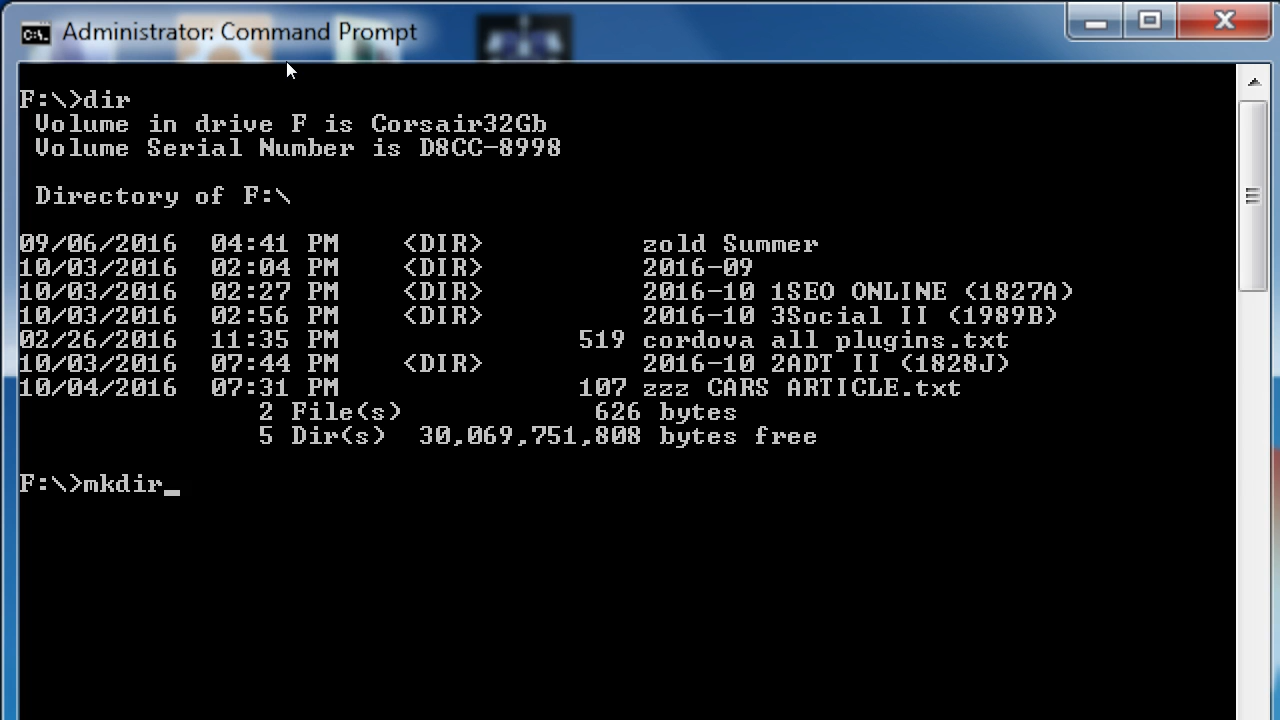 Administrator: Command Prompt
F:\>dir
Volume in drive F is Corsair32Gb
Volume Serial Number is D8CC-8998
Directory of F:\
09/06/2016 04:41 PM <DIR> zold Summer
10/03/2016 02:04 PM <DIR> 2016-09
10/03/2016 02:27 PM <DIR> 2016-10 1SEO ONLINE (1827A)
10/03/2016 02:56 PM <DIR> 2016-10 3Social II (1989B)
02/26/2016 11:35 PM 519 cordova all plugins.txt
10/03/2016 07:44 PM <DIR> 2016-10 2ADT II (1828J)
10/04/2016 07:31 PM 107 zzz CARS ARTICLE.txt
2 File(s) 626 bytes
5 Dir(s) 30,069,751,808 bytes free
F:\>mkdir_